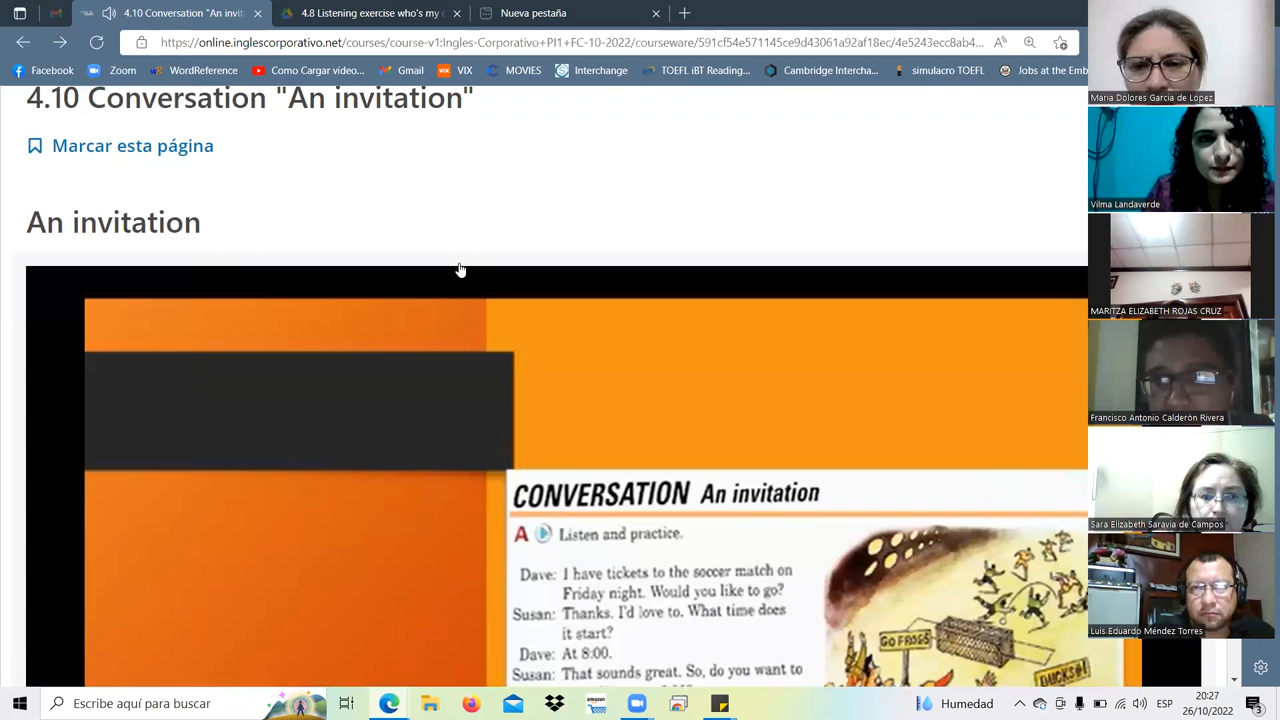 4.10 Conversation "An invit
4.8 Listening exercise who's my
Nueva pestaña
https://online.inglescorporativo.net/courses/course-v1:Ingles-Corporativo+PI1+FC-10-2022/courseware/591cf54e571145ce9d43061a92af18ec/4e5243ecc8ab4...
Facebook
Zoom
WordReference
Como Cargar video...
Gmail
VIX
MOVIES
Interchange
TOEFL iBT Reading...
Cambridge Intercha...
simulacro TOEFL
Jobs at the Emb
4.10 Conversation "An invitation"
Marcar esta página
An invitation
CONVERSATION An invitation
A Listen and practice.
Dave: I have tickets to the soccer match on
Friday night. Would you like to go?
Susan: Thanks. I'd love to. What time does
it start?
Dave: At 8:00.
Susan: That sounds great. So, do you want to
GO FROGS
DUCKS
Maria Dolores Garcia de Lopez
Vilma Landaverde
MARITZA ELIZABETH ROJAS CRUZ
Francisco Antonio Calderón Rivera
Sara Elizabeth Saravia de Campos
Luis Eduardo Méndez Torres
Escribe aquí para buscar
amazon
Humedad
ESP
20:27
26/10/2022
3